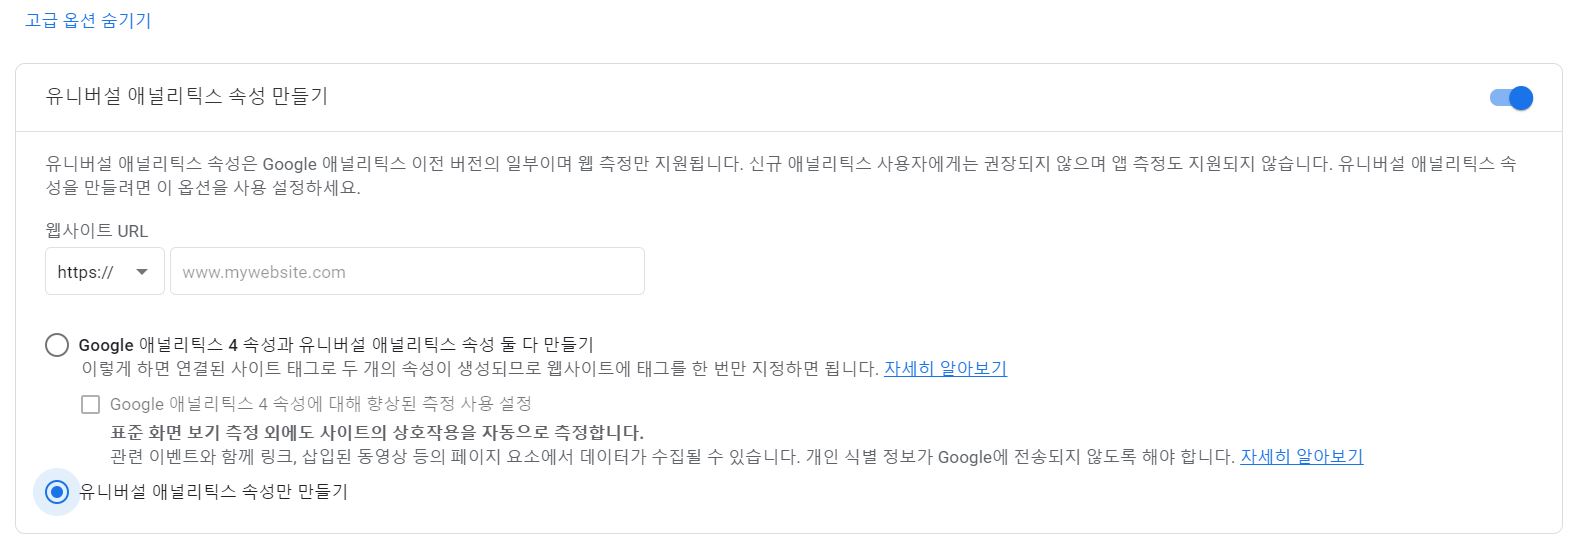 고급 옵션 숨기기
유니버설 애널리틱스 속성 만들기
유니버설 애널리틱스 속성은 Google 애널리틱스 이전 버전의 일부이며 웹 측정만 지원됩니다. 신규 애널리틱스 사용자에게는 권장되지 않으며 앱 측정도 지원되지 않습니다. 유니버설 애널리틱스 속
성을 만들려면 이 옵션을 사용 설정하세요.
웹사이트 URL
https:// www.mywebsite.com
Google 애널리틱스 4 속성과 유니버설 애널리틱스 속성 둘 다 만들기
이렇게 하면 연결된 사이트 태그로 두 개의 속성이 생성되므로 웹사이트에 태그를 한 번만 지정하면 됩니다. 자세히 알아보기
Google 애널리틱스 4 속성에 대해 향상된 측정 사용 설정
표준 화면 보기 측정 외에도 사이트의 상호작용을 자동으로 측정합니다.
관련 이벤트와 함께 링크, 삽입된 동영상 등의 페이지 요소에서 데이터가 수집될 수 있습니다. 개인 식별 정보가 Google에 전송되지 않도록 해야 합니다. 자세히 알아보기
유니버설 애널리틱스 속성만 만들기